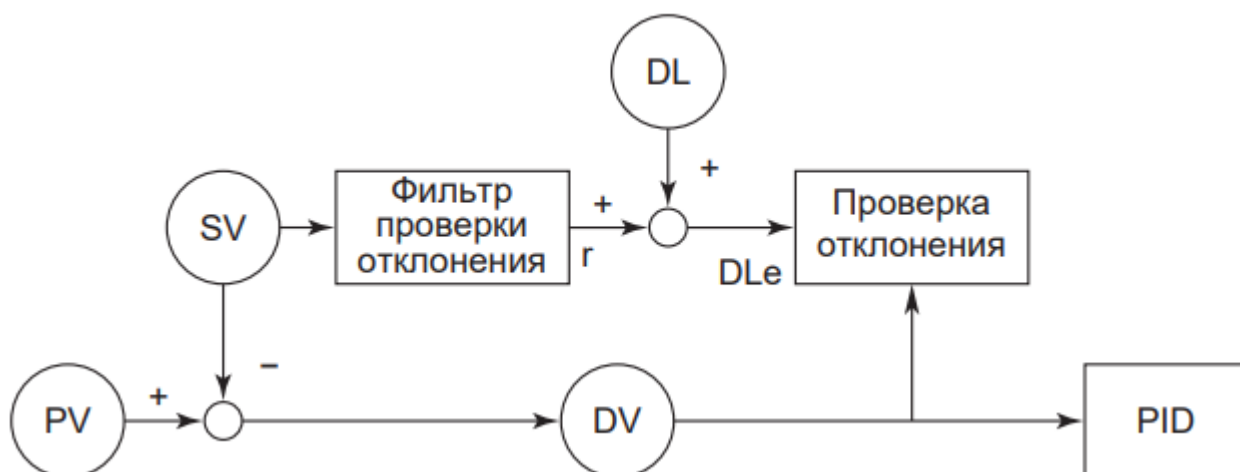 DL
+
SV
Фильтр
проверки
отклонения
+
r
DLe
Проверка
отклонения
−
PV
+
DV
PID